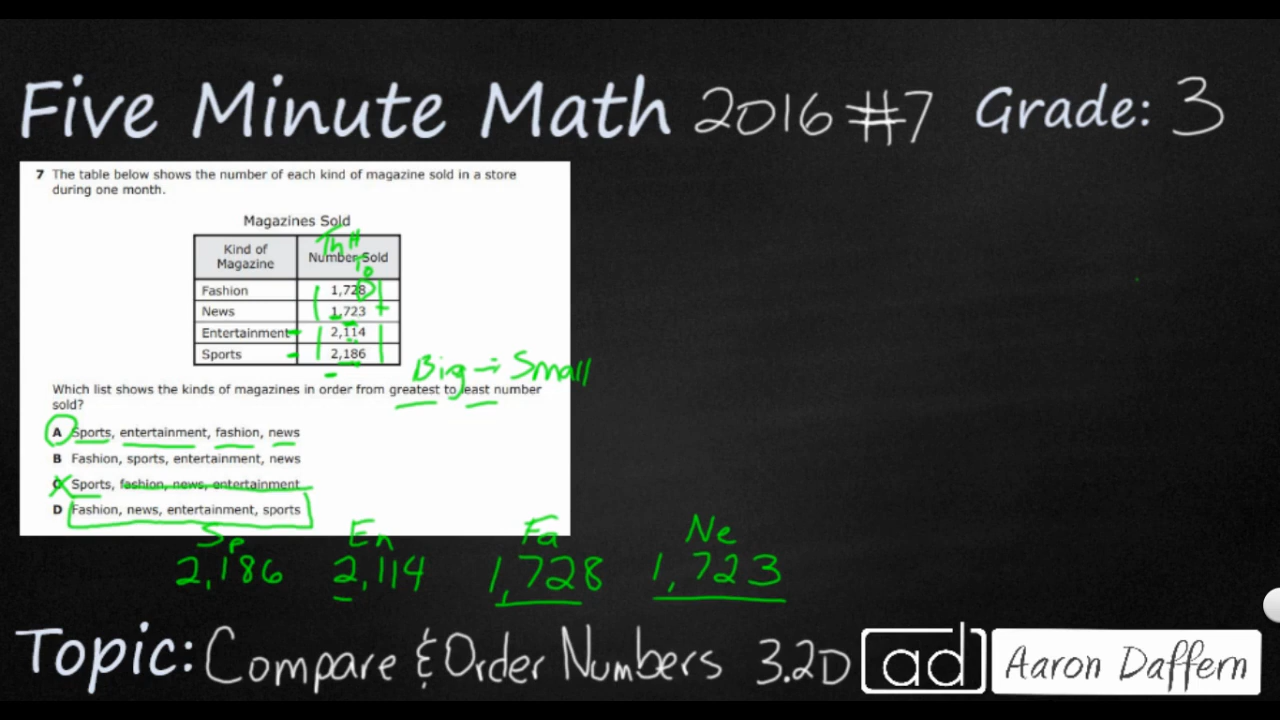 Five Minute Math 2016 #7 Grade: 3
7 The table below shows the number of each kind of magazine sold in a store
during one month.
Magazines Sold
Th H
Kind of Magazine Number Sold
T O
Fashion 1,728
News 1,723
Entertainment 2,114
Sports 2,186
Big → Small
Which list shows the kinds of magazines in order from greatest to least number
sold?
A Sports, entertainment, fashion, news
B Fashion, sports, entertainment, news
C Sports, fashion, news, entertainment
D Fashion, news, entertainment, sports
Sp En Fa Ne
2,186 2,114 1,728 1,723
Topic: Compare & Order Numbers 3.2D ad Aaron Daffern